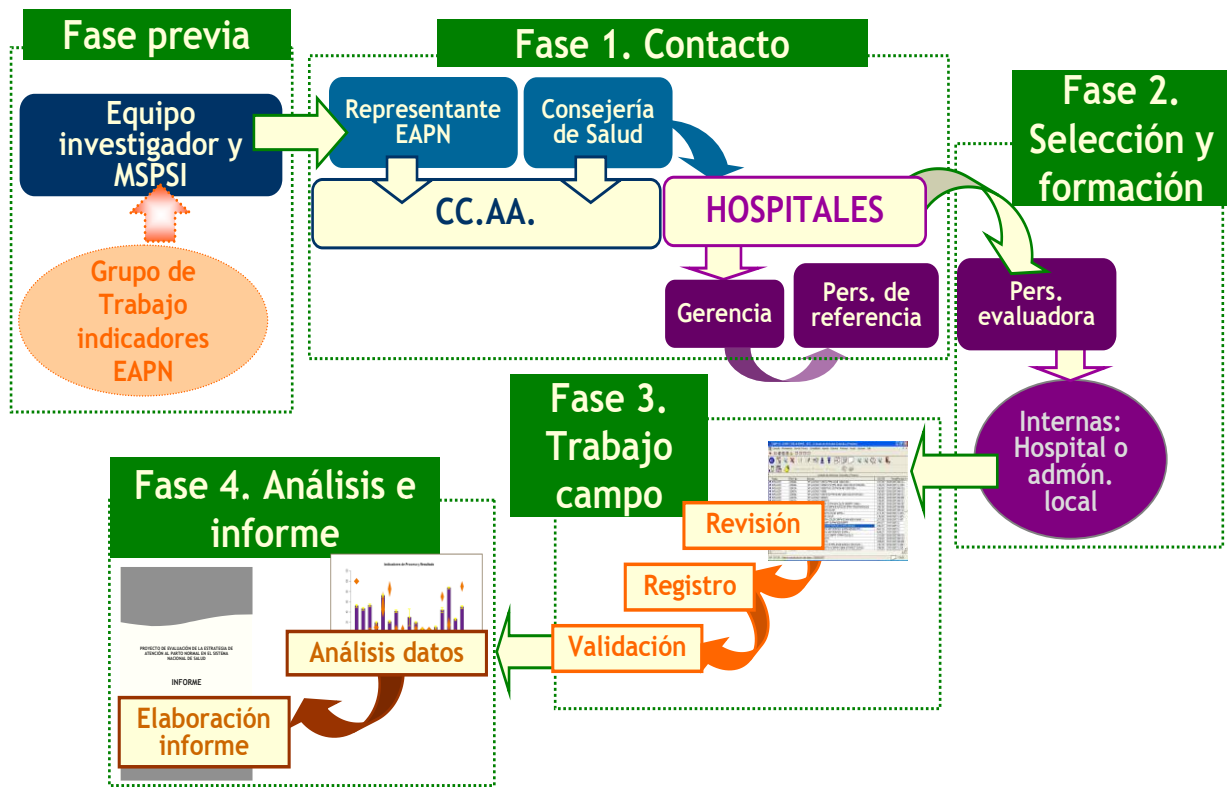 Fase previa
Equipo
investigador y
MSPSI
Grupo de
Trabajo
indicadores
EAPN
Fase 1. Contacto
Representante
EAPN
Consejería
de Salud
CC.AA.
HOSPITALES
Gerencia
Pers. de
referencia
Fase 2.
Selección y
formación
Pers.
evaluadora
Internas:
Hospital o
admón.
local
Fase 3.
Trabajo
campo
Revisión
Registro
Validación
Fase 4. Análisis e
informe
Indicadores de Proceso y Resultado
Análisis datos
PROYECTO DE EVALUACIÓN DE LA ESTRATEGIA DE
ATENCIÓN AL PARTO NORMAL EN EL SISTEMA
NACIONAL DE SALUD
INFORME
Elaboración
informe